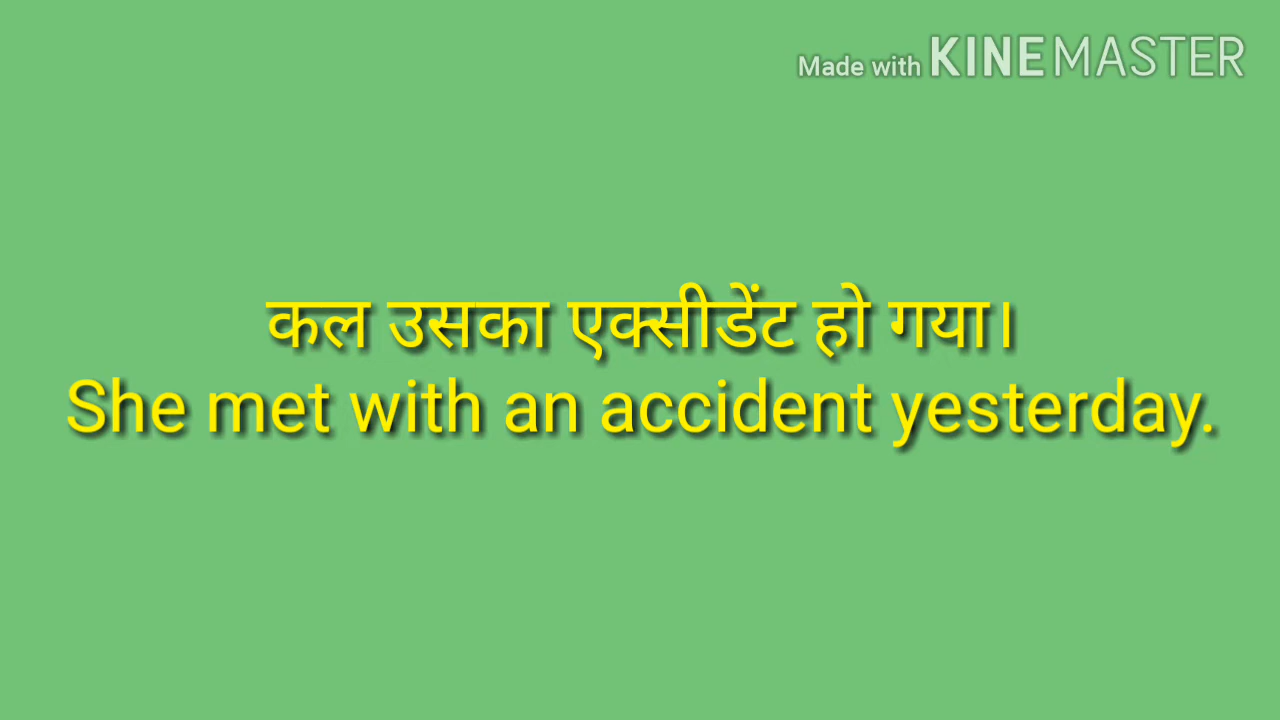 Made with KINEMASTER
कल उसका एक्सीडेंट हो गया।
She met with an accident yesterday.